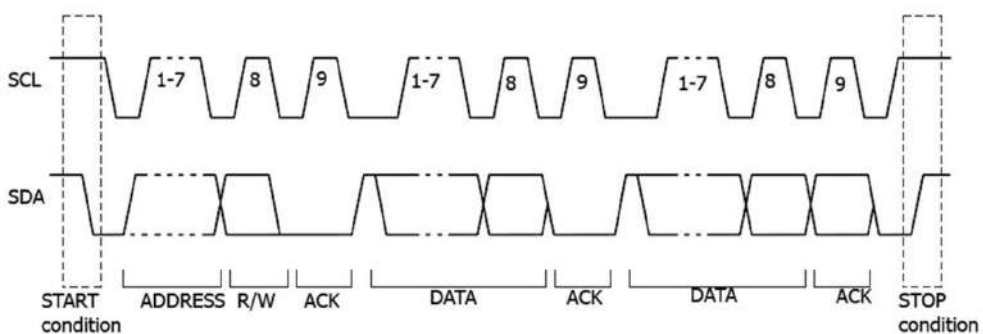 SCL 1-7 8 9 1-7 8 9 1-7 8 9
SDA
START condition
ADDRESS R/W ACK DATA ACK DATA ACK
STOP condition